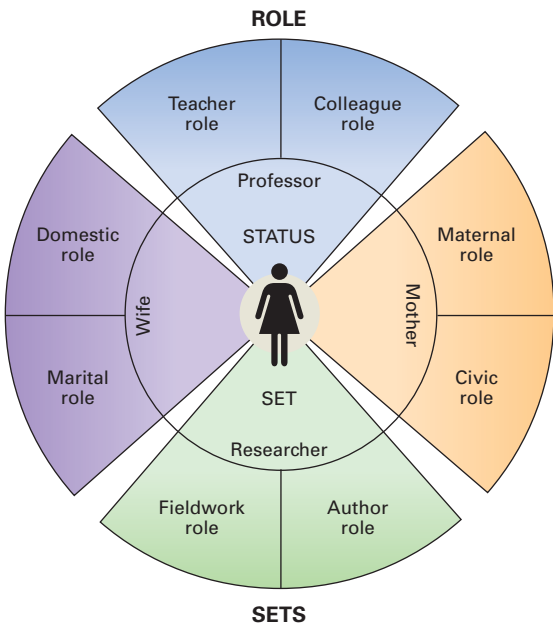 ROLE
Teacher
role
Colleague
role
Professor
STATUS
Domestic
role
Maternal
role
Wife
Mother
Marital
role
Civic
role
SET
Researcher
Fieldwork
role
Author
role
SETS